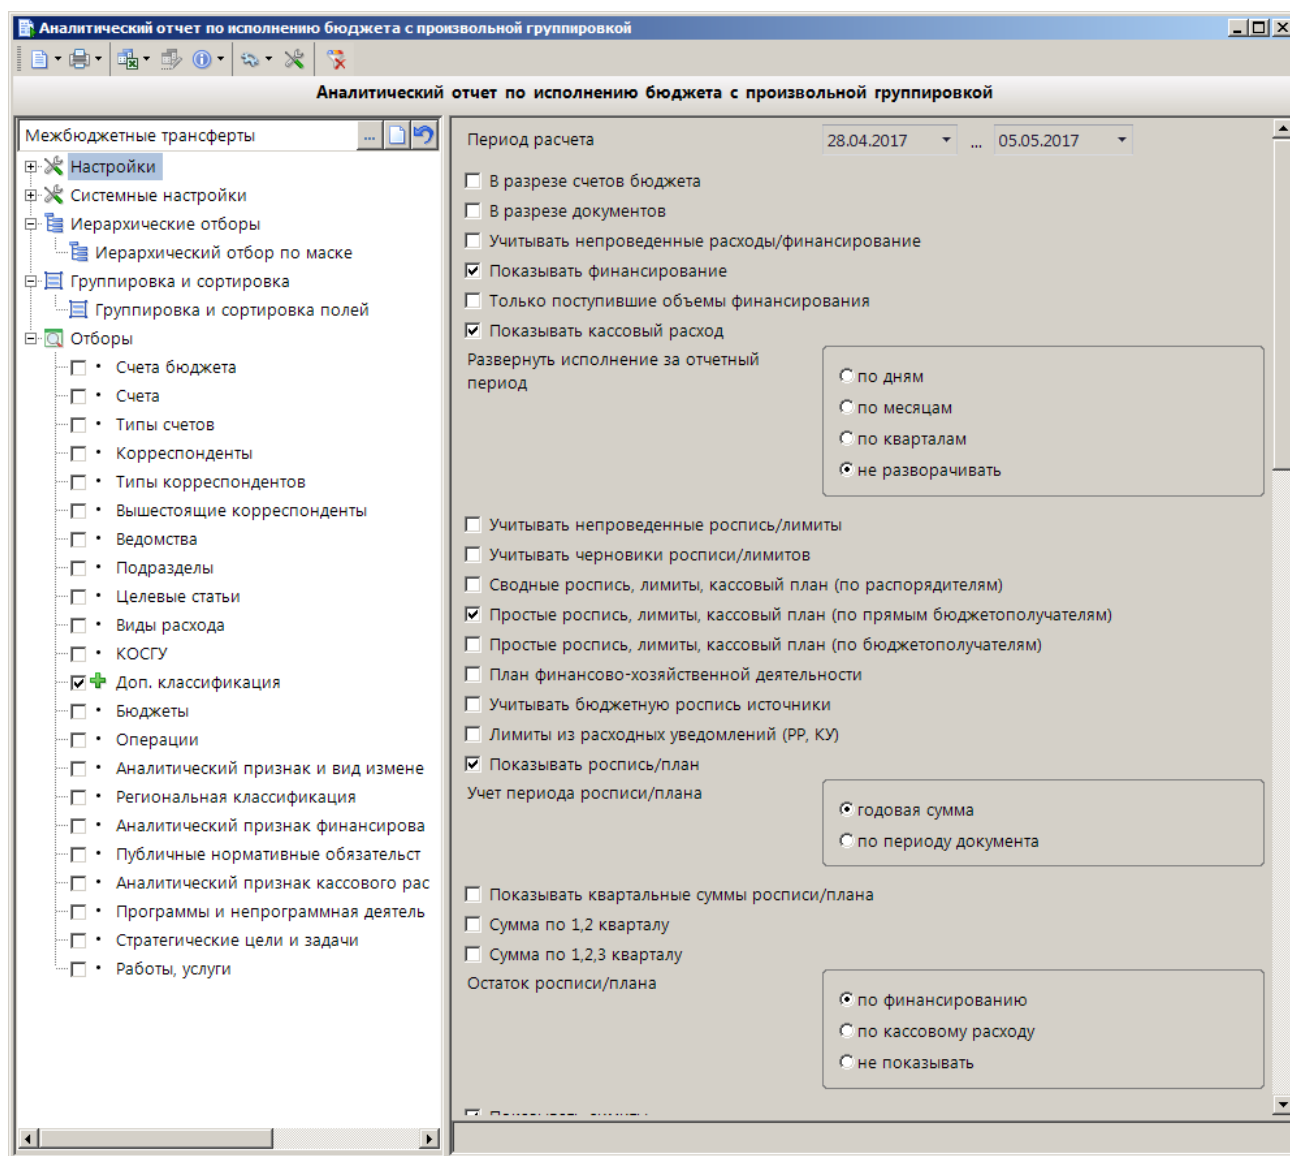 Аналитический отчет по исполнению бюджета с произвольной группировкой
Аналитический отчет по исполнению бюджета с произвольной группировкой
Межбюджетные трансферты ...
Настройки
Системные настройки
Иерархические отборы
Иерархический отбор по маске
Группировка и сортировка
Группировка и сортировка полей
Отборы
Счета бюджета
Счета
Типы счетов
Корреспонденты
Типы корреспондентов
Вышестоящие корреспонденты
Ведомства
Подразделы
Целевые статьи
Виды расхода
КОСГУ
Доп. классификация
Бюджеты
Операции
Аналитический признак и вид измене
Региональная классификация
Аналитический признак финансирова
Публичные нормативные обязательст
Аналитический признак кассового рас
Программы и непрограммная деятель
Стратегические цели и задачи
Работы, услуги
Период расчета 28.04.2017 ... 05.05.2017
В разрезе счетов бюджета
В разрезе документов
Учитывать непроведенные расходы/финансирование
Показывать финансирование
Только поступившие объемы финансирования
Показывать кассовый расход
Развернуть исполнение за отчетный
период
по дням
по месяцам
по кварталам
не разворачивать
Учитывать непроведенные роспись/лимиты
Учитывать черновики росписи/лимитов
Сводные роспись, лимиты, кассовый план (по распорядителям)
Простые роспись, лимиты, кассовый план (по прямым бюджетополучателям)
Простые роспись, лимиты, кассовый план (по бюджетополучателям)
План финансово-хозяйственной деятельности
Учитывать бюджетную роспись источники
Лимиты из расходных уведомлений (РР, КУ)
Показывать роспись/план
Учет периода росписи/плана
годовая сумма
по периоду документа
Показывать квартальные суммы росписи/плана
Сумма по 1,2 кварталу
Сумма по 1,2,3 кварталу
Остаток росписи/плана
по финансированию
по кассовому расходу
не показывать